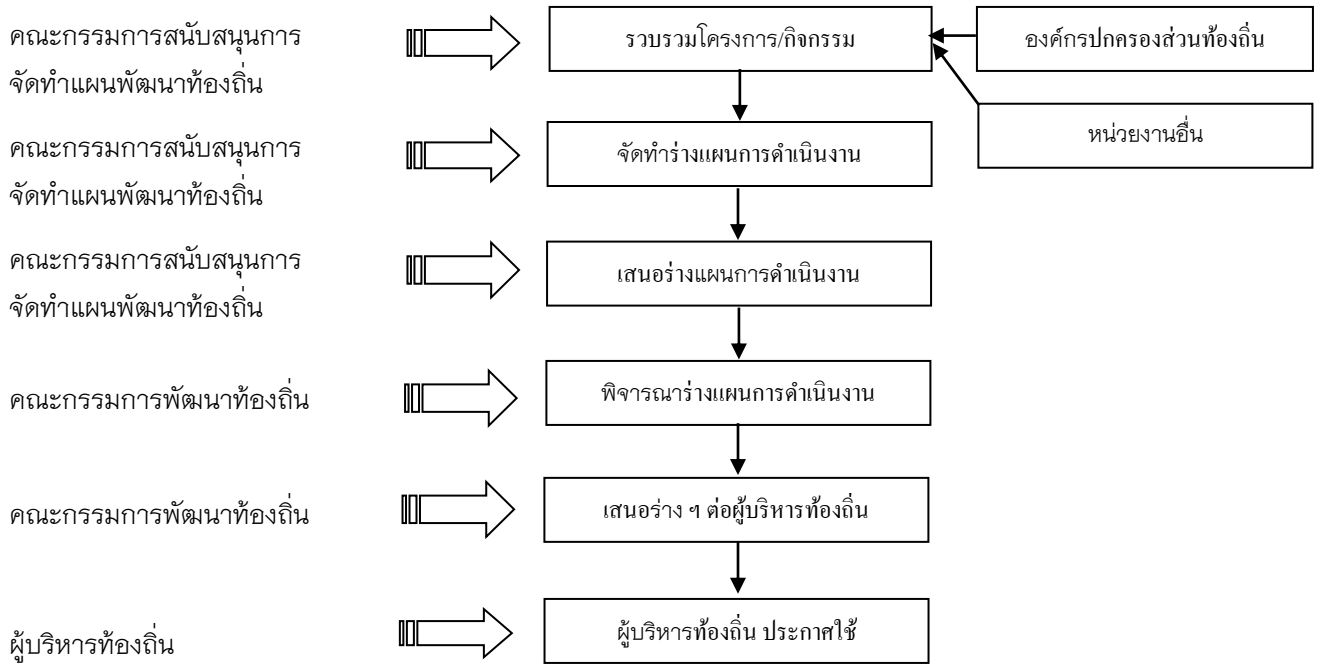 คณะกรรมการสนับสนุนการ
จัดทำแผนพัฒนาท้องถิ่น
รวบรวมโครงการ/กิจกรรม
องค์กรปกครองส่วนท้องถิ่น
หน่วยงานอื่น
คณะกรรมการสนับสนุนการ
จัดทำแผนพัฒนาท้องถิ่น
จัดทำร่างแผนการดำเนินงาน
คณะกรรมการสนับสนุนการ
จัดทำแผนพัฒนาท้องถิ่น
เสนอร่างแผนการดำเนินงาน
คณะกรรมการพัฒนาท้องถิ่น
พิจารณาร่างแผนการดำเนินงาน
คณะกรรมการพัฒนาท้องถิ่น
เสนอร่าง ฯ ต่อผู้บริหารท้องถิ่น
ผู้บริหารท้องถิ่น
ผู้บริหารท้องถิ่น ประกาศใช้